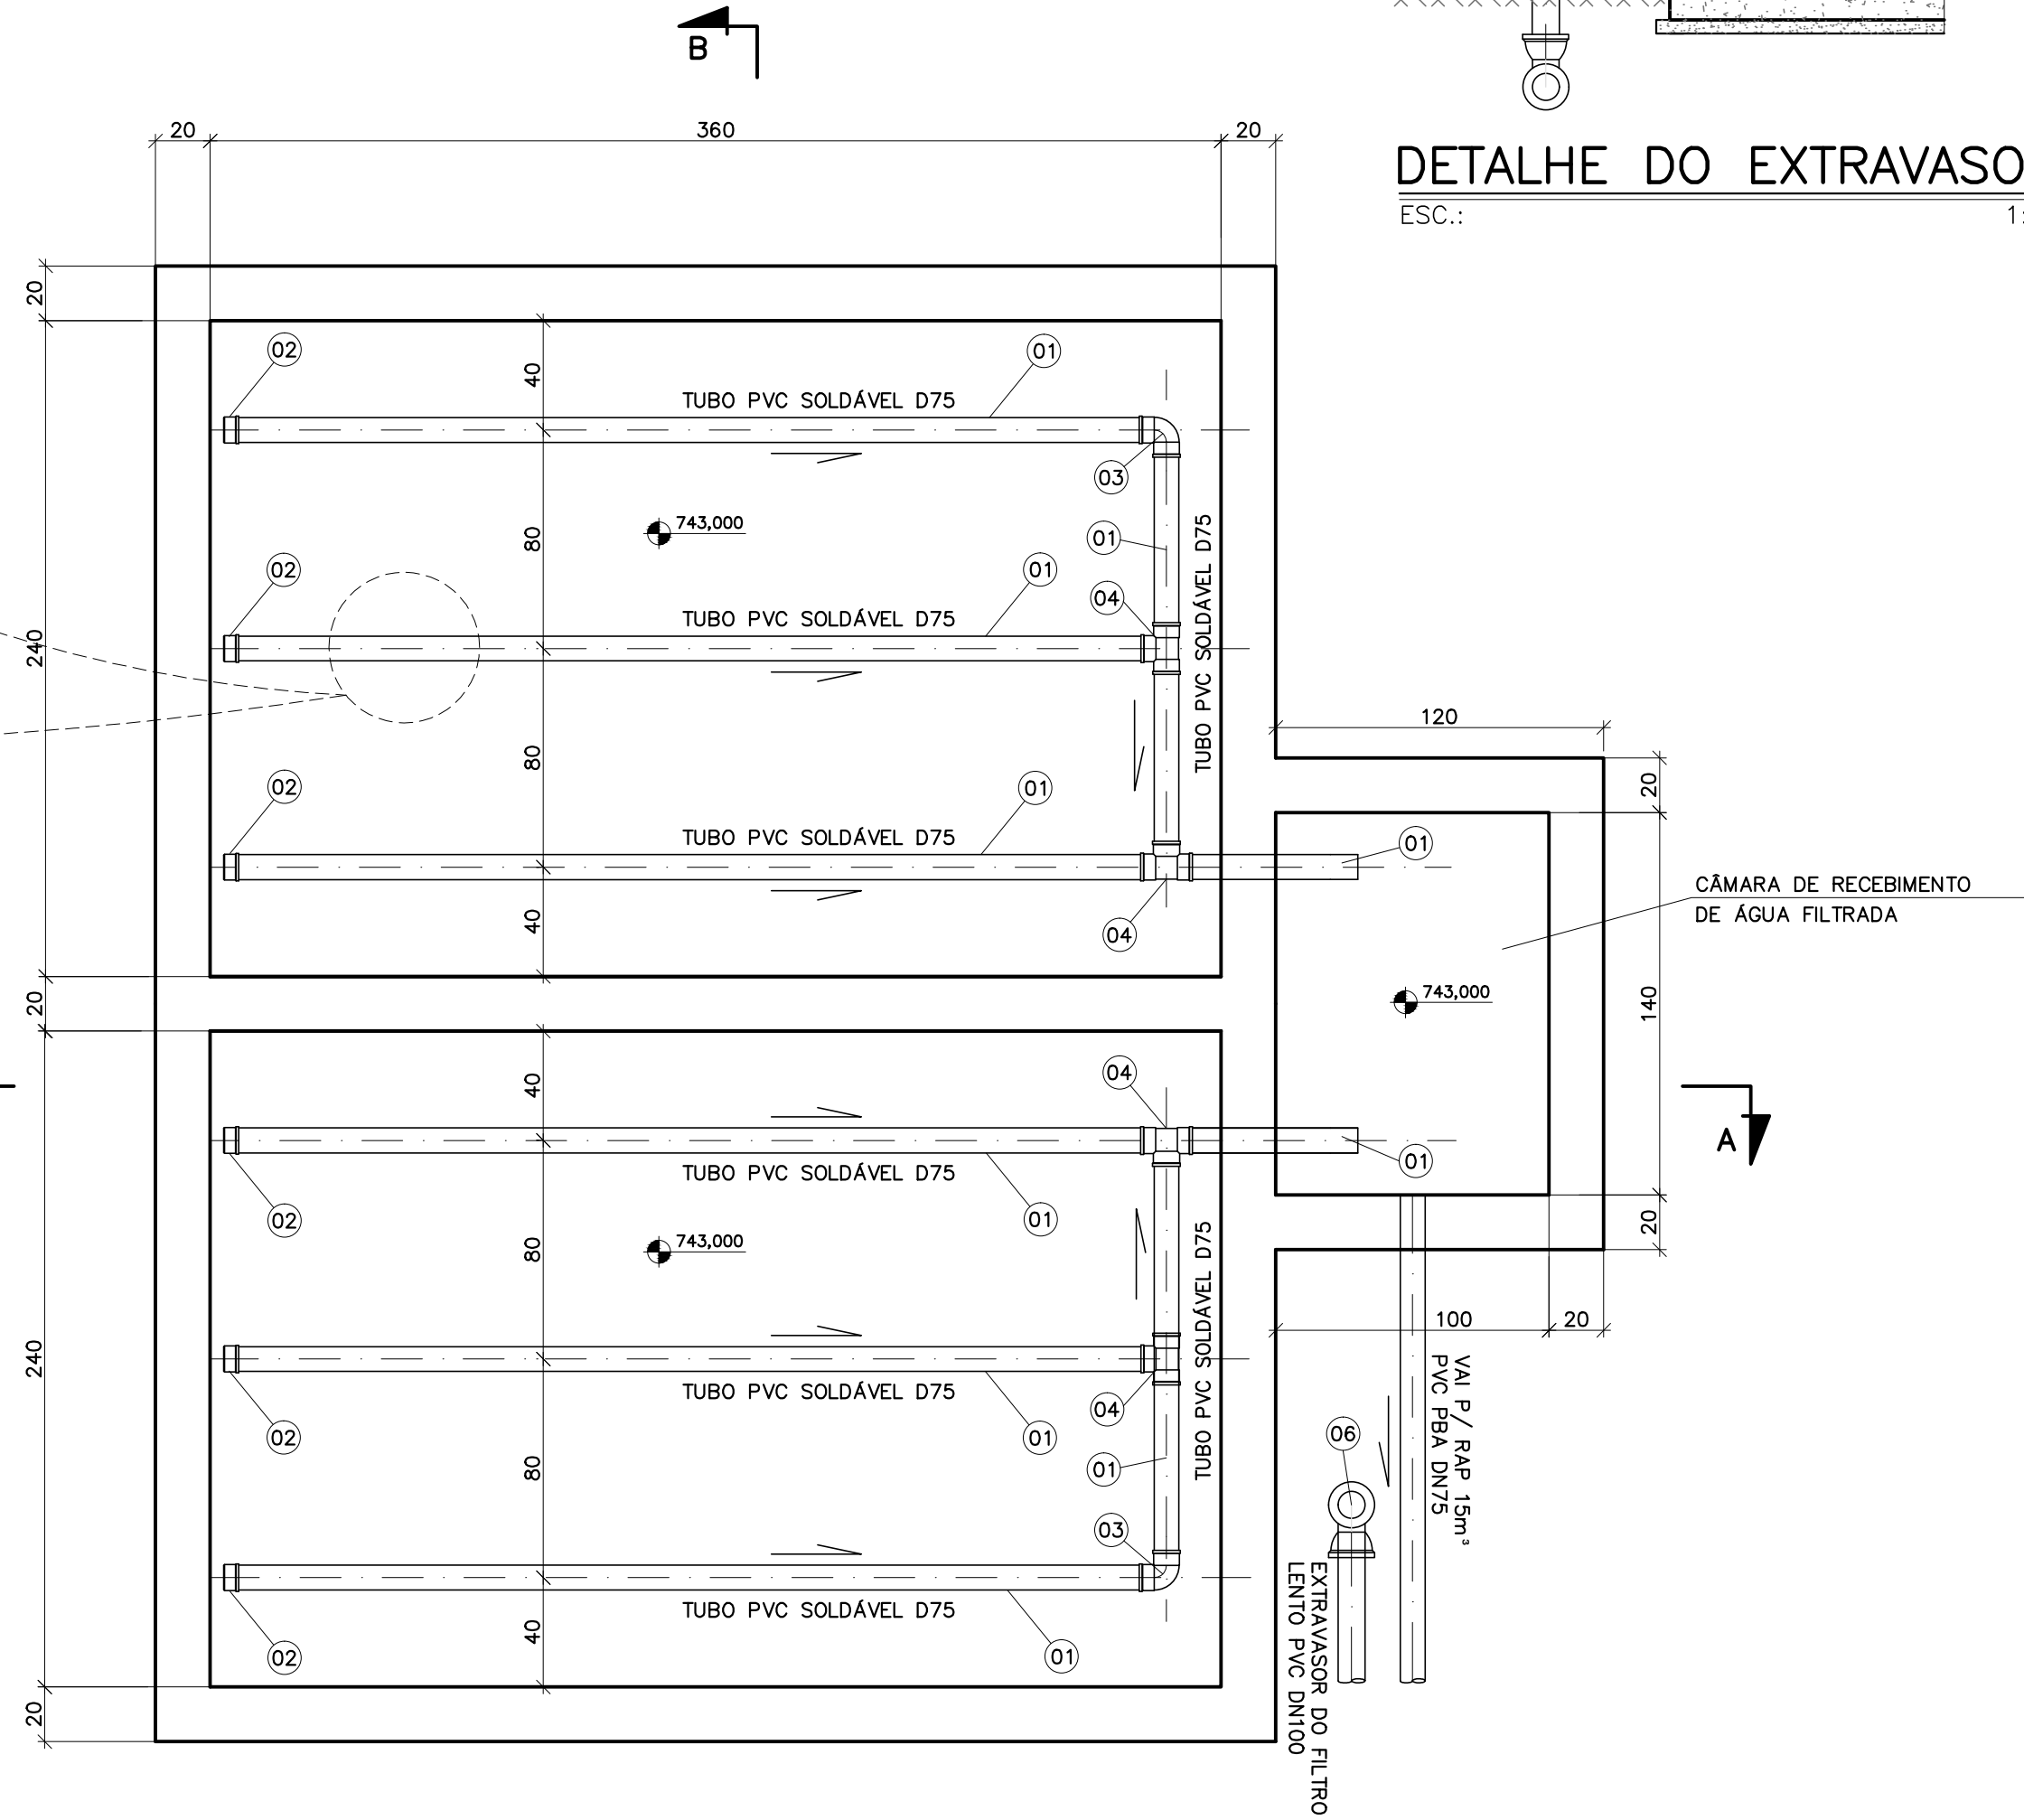 B
DETALHE DO EXTRAVASO
ESC.:
1:
20
360
20
20
02
01
40
TUBO PVC SOLDÁVEL D75
03
743,000
80
01
TUBO PVC SOLDÁVEL D75
02
01
04
TUBO PVC SOLDÁVEL D75
240
120
80
20
02
01
TUBO PVC SOLDÁVEL D75
01
CÂMARA DE RECEBIMENTO
DE ÁGUA FILTRADA
40
04
20
743,000
140
40
04
A
01
TUBO PVC SOLDÁVEL D75
02
01
20
743,000
80
TUBO PVC SOLDÁVEL D75
100
20
240
TUBO PVC SOLDÁVEL D75
04
02
01
06
VAI P/ RAP 15m³
PVC PBA DN75
80
01
03
TUBO PVC SOLDÁVEL D75
40
02
01
EXTRAVASOR DO FILTRO
LENTO PVC DN100
20